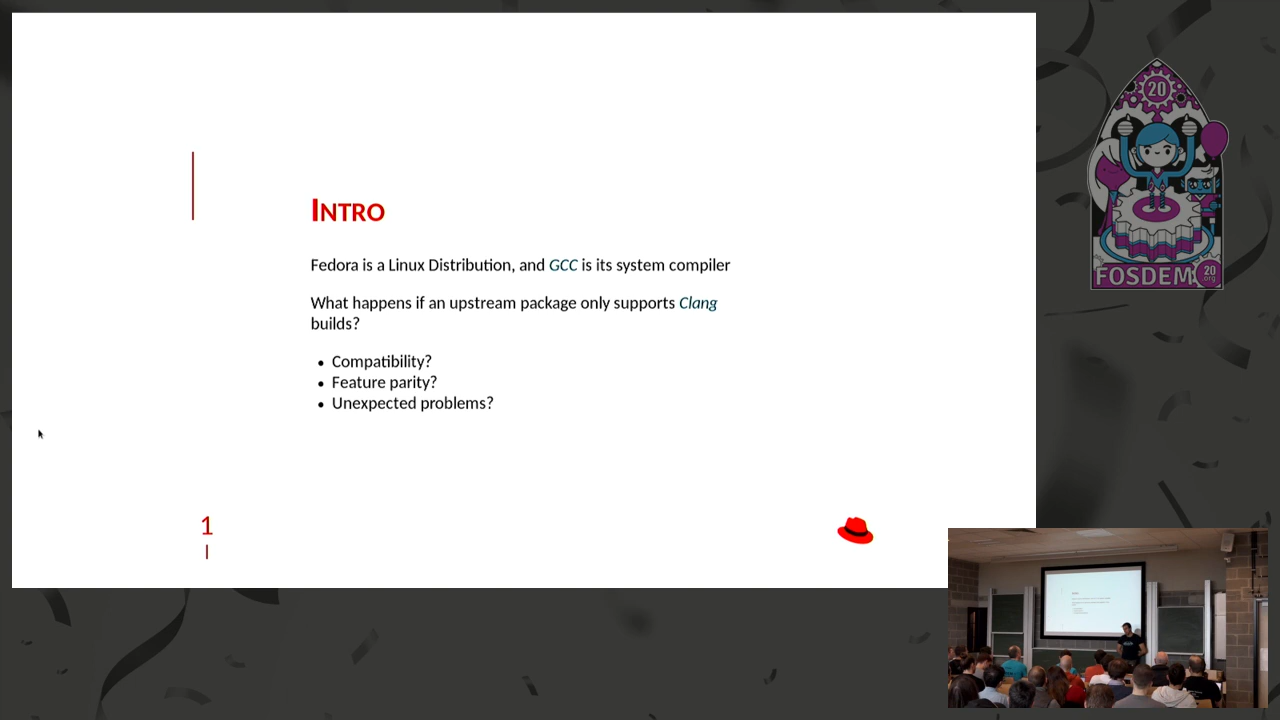 INTRO
Fedora is a Linux Distribution, and GCC is its system compiler
What happens if an upstream package only supports Clang
builds?
• Compatibility?
• Feature parity?
• Unexpected problems?
1
20
FOSDEM
20
.org